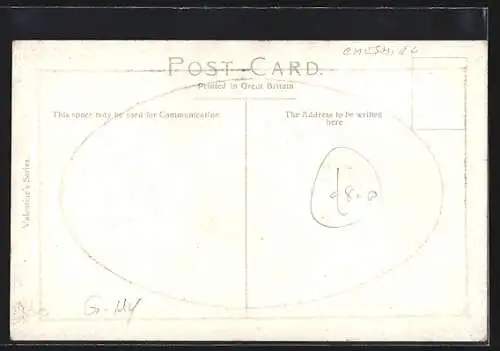 POST CARD.
Printed in Great Britain
This space may be used for Communication
The Address to be written
here
Valentine's Series.